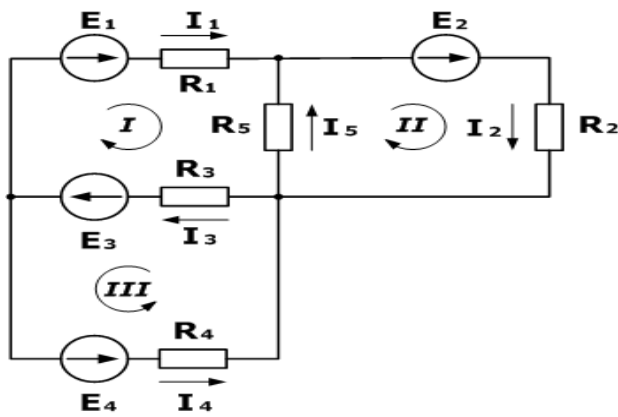 E₁ I₁ E₂
R₁
I R₅ I₅ II I₂ R₂
R₃
E₃ I₃
III
R₄
E₄ I₄